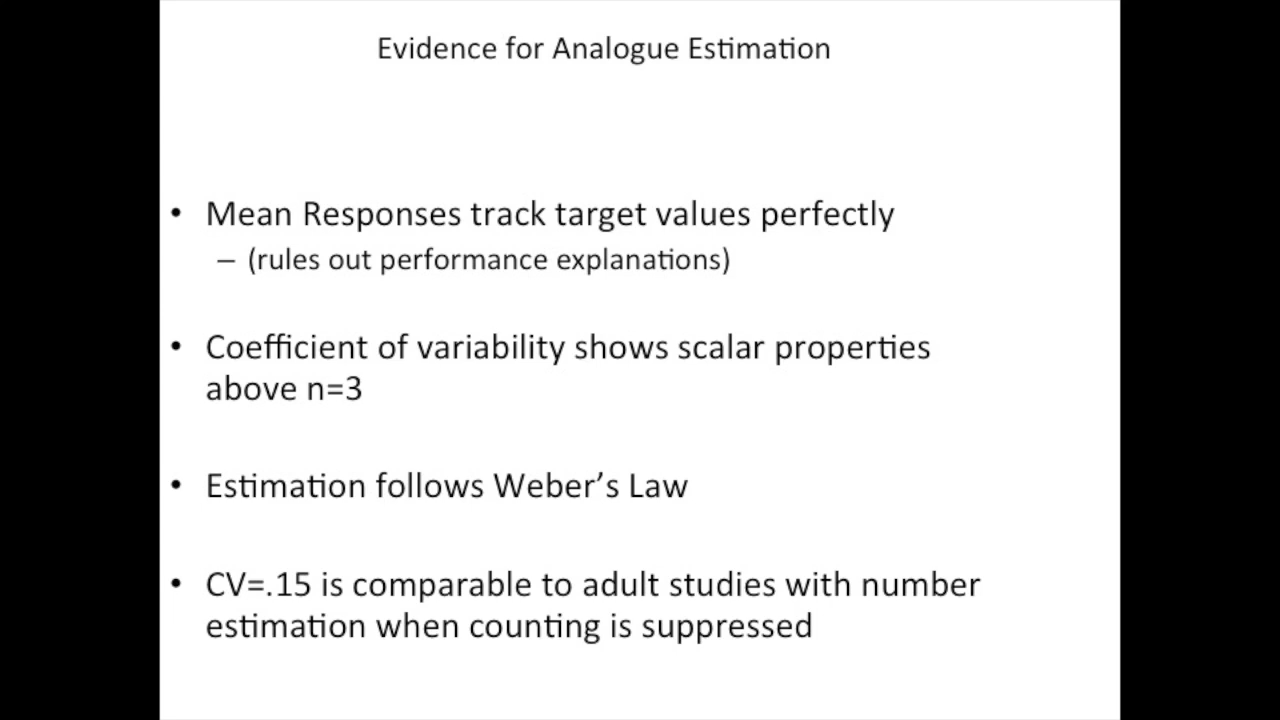 Evidence for Analogue Estimation
• Mean Responses track target values perfectly
– (rules out performance explanations)
• Coefficient of variability shows scalar properties
above n=3
• Estimation follows Weber’s Law
• CV=.15 is comparable to adult studies with number
estimation when counting is suppressed